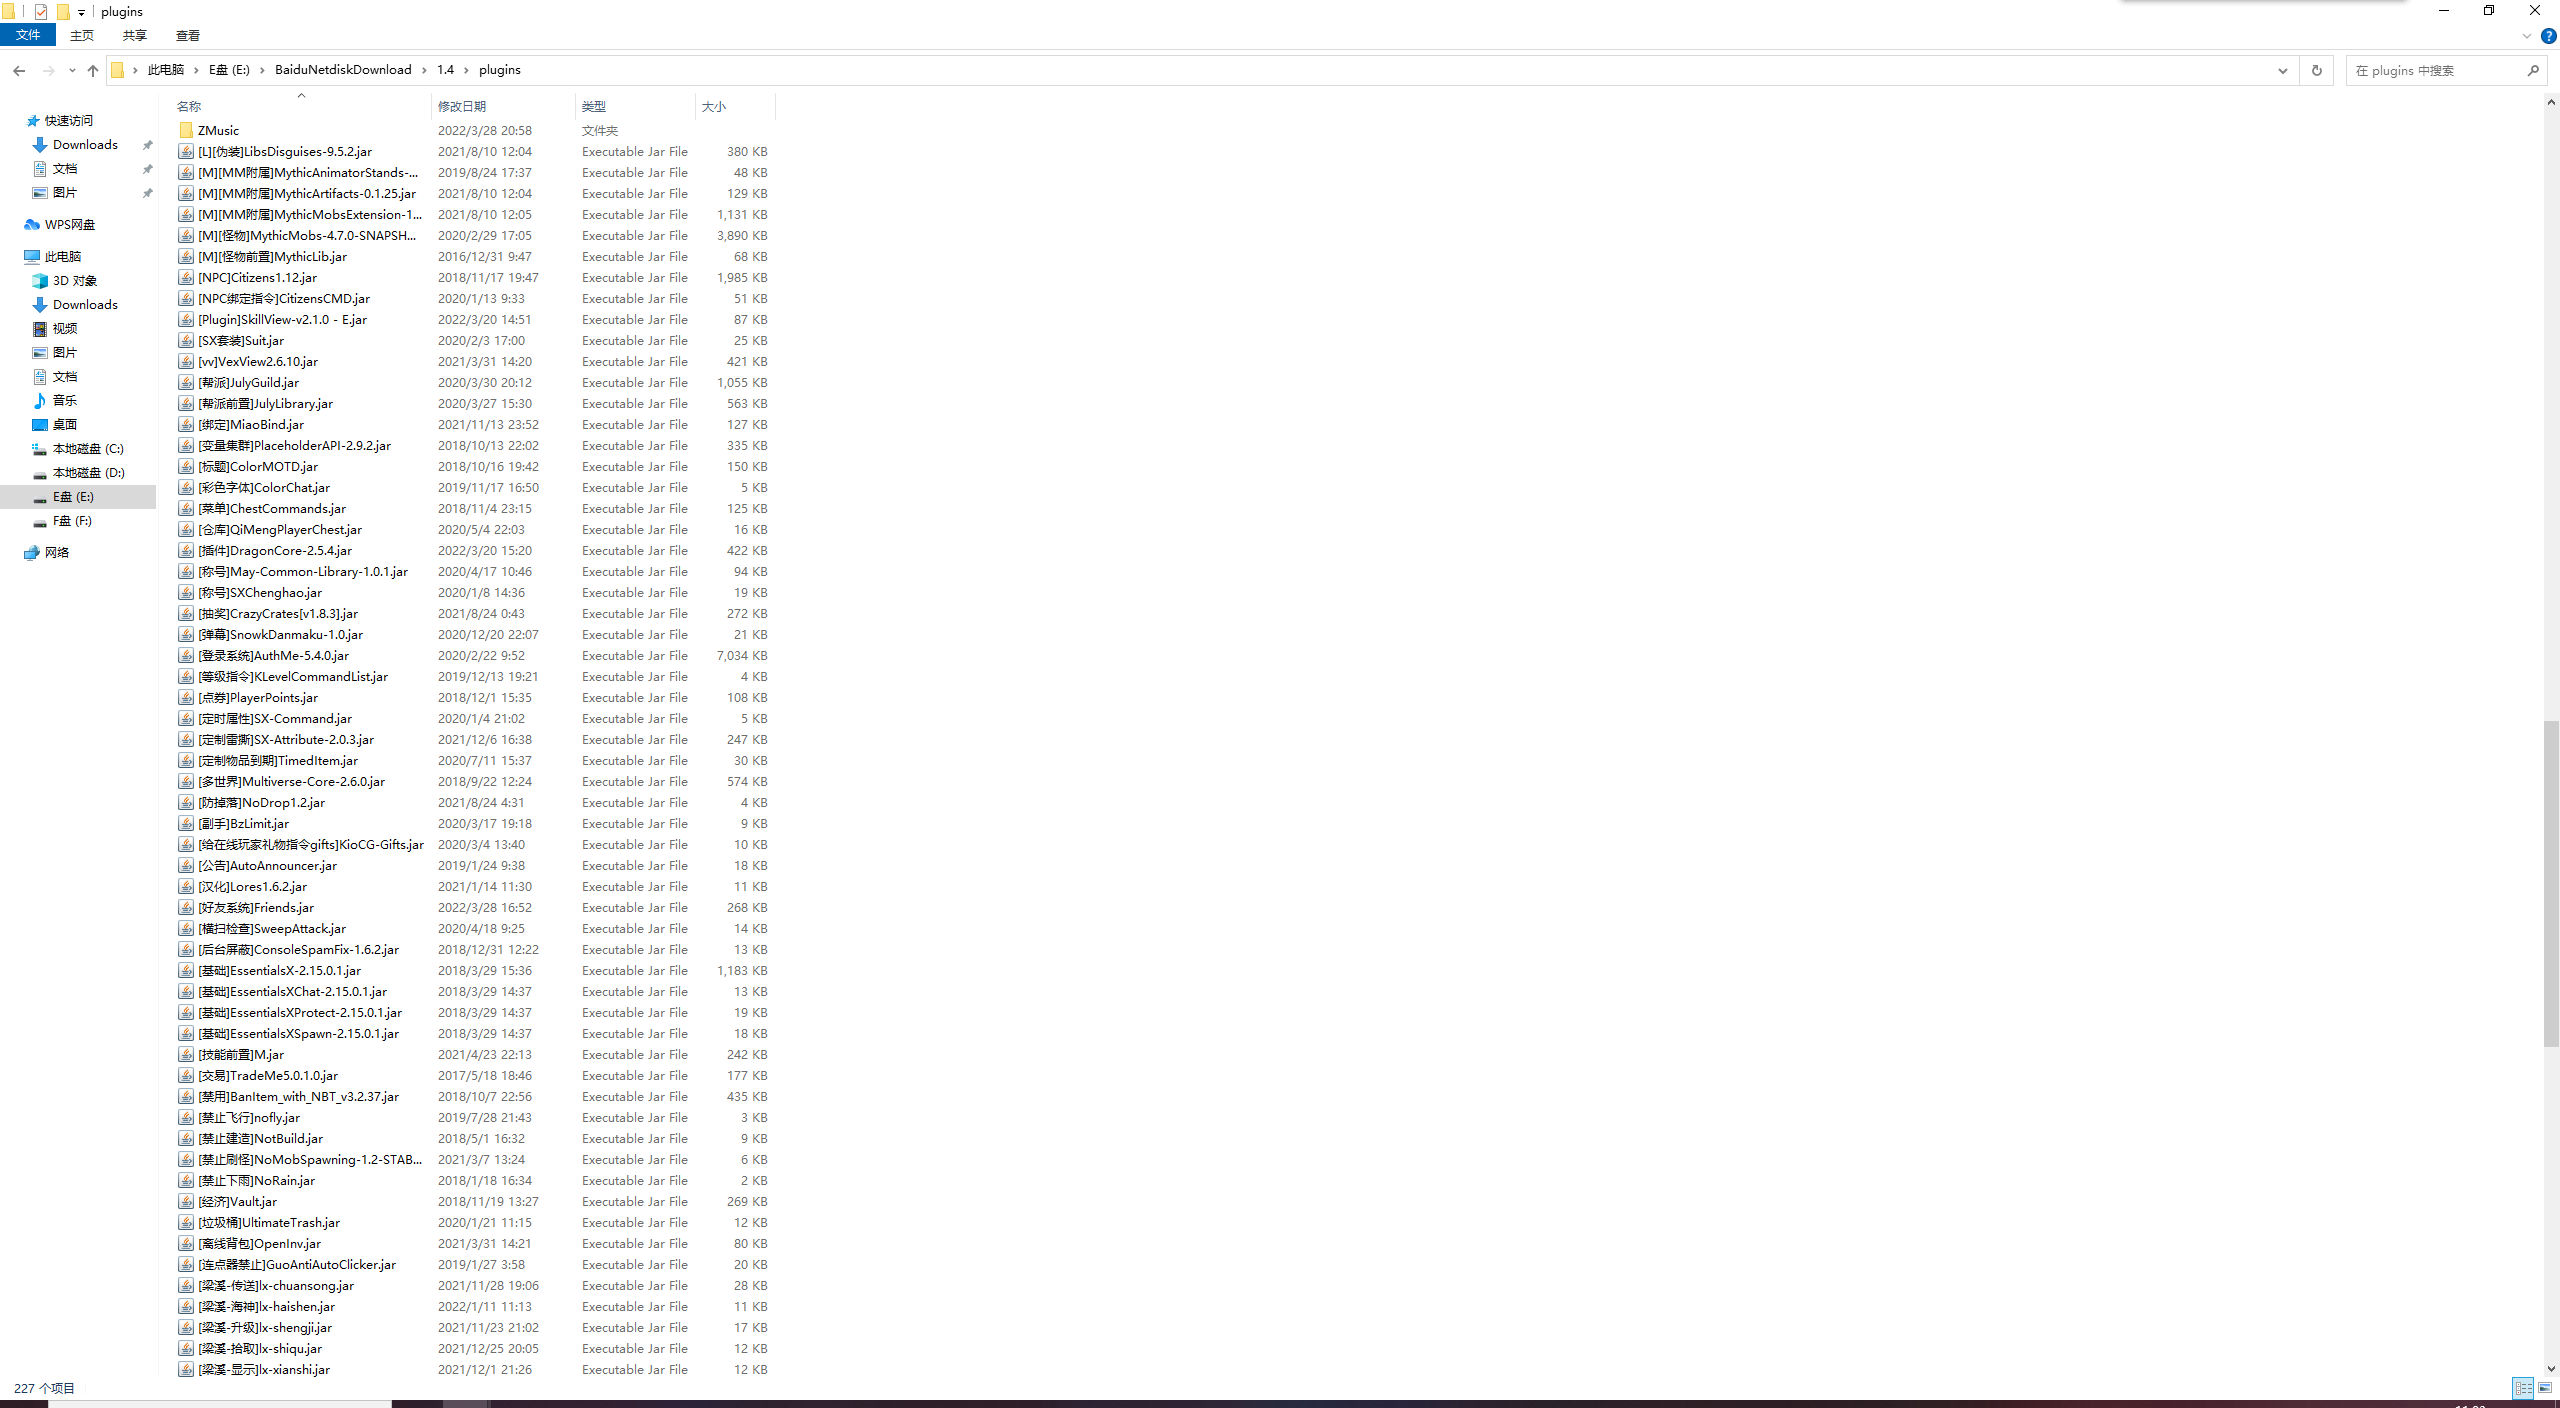 plugins
文件 主页 共享 查看
此电脑 E盘 (E:) BaiduNetdiskDownload 1.4 plugins 在 plugins 中搜索
快速访问
Downloads
文档
图片
WPS网盘
此电脑
3D 对象
Downloads
视频
图片
文档
音乐
桌面
本地磁盘 (C:)
本地磁盘 (D:)
E盘 (E:)
F盘 (F:)
网络
名称 修改日期 类型 大小
ZMusic 2022/3/28 20:58 文件夹
[L][伪装]LibsDisguises-9.5.2.jar 2021/8/10 12:04 Executable Jar File 380 KB
[M][MM附属]MythicAnimatorStands-... 2019/8/24 17:37 Executable Jar File 48 KB
[M][MM附属]MythicArtifacts-0.1.25.jar 2021/8/10 12:04 Executable Jar File 129 KB
[M][MM附属]MythicMobsExtension-1... 2021/8/10 12:05 Executable Jar File 1,131 KB
[M][怪物]MythicMobs-4.7.0-SNAPSH... 2020/2/29 17:05 Executable Jar File 3,890 KB
[M][怪物前置]MythicLib.jar 2016/12/31 9:47 Executable Jar File 68 KB
[NPC]Citizens1.12.jar 2018/11/17 19:47 Executable Jar File 1,985 KB
[NPC绑定指令]CitizensCMD.jar 2020/1/13 9:33 Executable Jar File 51 KB
[Plugin]SkillView-v2.1.0 - E.jar 2022/3/20 14:51 Executable Jar File 87 KB
[SX套装]Suit.jar 2020/2/3 17:00 Executable Jar File 25 KB
[vv]VexView2.6.10.jar 2021/3/31 14:20 Executable Jar File 421 KB
[帮派]JulyGuild.jar 2020/3/30 20:12 Executable Jar File 1,055 KB
[帮派前置]JulyLibrary.jar 2020/3/27 15:30 Executable Jar File 563 KB
[绑定]MiaoBind.jar 2021/11/13 23:52 Executable Jar File 127 KB
[变量集群]PlaceholderAPI-2.9.2.jar 2018/10/13 22:02 Executable Jar File 335 KB
[标题]ColorMOTD.jar 2018/10/16 19:42 Executable Jar File 150 KB
[彩色字体]ColorChat.jar 2019/11/17 16:50 Executable Jar File 5 KB
[菜单]ChestCommands.jar 2018/11/4 23:15 Executable Jar File 125 KB
[仓库]QiMengPlayerChest.jar 2020/5/4 22:03 Executable Jar File 16 KB
[插件]DragonCore-2.5.4.jar 2022/3/20 15:20 Executable Jar File 422 KB
[称号]May-Common-Library-1.0.1.jar 2020/4/17 10:46 Executable Jar File 94 KB
[称号]SXChenghao.jar 2020/1/8 14:36 Executable Jar File 19 KB
[抽奖]CrazyCrates[v1.8.3].jar 2021/8/24 0:43 Executable Jar File 272 KB
[弹幕]SnowkDanmaku-1.0.jar 2020/12/20 22:07 Executable Jar File 21 KB
[登录系统]AuthMe-5.4.0.jar 2020/2/22 9:52 Executable Jar File 7,034 KB
[等级指令]KLevelCommandList.jar 2019/12/13 19:21 Executable Jar File 4 KB
[点券]PlayerPoints.jar 2018/12/1 15:35 Executable Jar File 108 KB
[定时属性]SX-Command.jar 2020/1/4 21:02 Executable Jar File 5 KB
[定制雷撕]SX-Attribute-2.0.3.jar 2021/12/6 16:38 Executable Jar File 247 KB
[定制物品到期]TimedItem.jar 2020/7/11 15:37 Executable Jar File 30 KB
[多世界]Multiverse-Core-2.6.0.jar 2018/9/22 12:24 Executable Jar File 574 KB
[防掉落]NoDrop1.2.jar 2021/8/24 4:31 Executable Jar File 4 KB
[副手]BzLimit.jar 2020/3/17 19:18 Executable Jar File 9 KB
[给在线玩家礼物指令gifts]KioCG-Gifts.jar 2020/3/4 13:40 Executable Jar File 10 KB
[公告]AutoAnnouncer.jar 2019/1/24 9:38 Executable Jar File 18 KB
[汉化]Lores1.6.2.jar 2021/1/14 11:30 Executable Jar File 11 KB
[好友系统]Friends.jar 2022/3/28 16:52 Executable Jar File 268 KB
[横扫检查]SweepAttack.jar 2020/4/18 9:25 Executable Jar File 14 KB
[后台屏蔽]ConsoleSpamFix-1.6.2.jar 2018/12/31 12:22 Executable Jar File 13 KB
[基础]EssentialsX-2.15.0.1.jar 2018/3/29 15:36 Executable Jar File 1,183 KB
[基础]EssentialsXChat-2.15.0.1.jar 2018/3/29 14:37 Executable Jar File 13 KB
[基础]EssentialsXProtect-2.15.0.1.jar 2018/3/29 14:37 Executable Jar File 19 KB
[基础]EssentialsXSpawn-2.15.0.1.jar 2018/3/29 14:37 Executable Jar File 18 KB
[技能前置]M.jar 2021/4/23 22:13 Executable Jar File 242 KB
[交易]TradeMe5.0.1.0.jar 2017/5/18 18:46 Executable Jar File 177 KB
[禁用]BanItem_with_NBT_v3.2.37.jar 2018/10/7 22:56 Executable Jar File 435 KB
[禁止飞行]nofly.jar 2019/7/28 21:43 Executable Jar File 3 KB
[禁止建造]NotBuild.jar 2018/5/1 16:32 Executable Jar File 9 KB
[禁止刷怪]NoMobSpawning-1.2-STAB... 2021/3/7 13:24 Executable Jar File 6 KB
[禁止下雨]NoRain.jar 2018/1/18 16:34 Executable Jar File 2 KB
[经济]Vault.jar 2018/11/19 13:27 Executable Jar File 269 KB
[垃圾桶]UltimateTrash.jar 2020/1/21 11:15 Executable Jar File 12 KB
[离线背包]OpenInv.jar 2021/3/31 14:21 Executable Jar File 80 KB
[连点器禁止]GuoAntiAutoClicker.jar 2019/1/27 3:58 Executable Jar File 20 KB
[梁溪-传送]lx-chuansong.jar 2021/11/28 19:06 Executable Jar File 28 KB
[梁溪-海神]lx-haishen.jar 2022/1/11 11:13 Executable Jar File 11 KB
[梁溪-升级]lx-shengji.jar 2021/11/23 21:02 Executable Jar File 17 KB
[梁溪-拾取]lx-shiqu.jar 2021/12/25 20:05 Executable Jar File 12 KB
[梁溪-显示]lx-xianshi.jar 2021/12/1 21:26 Executable Jar File 12 KB
227 个项目